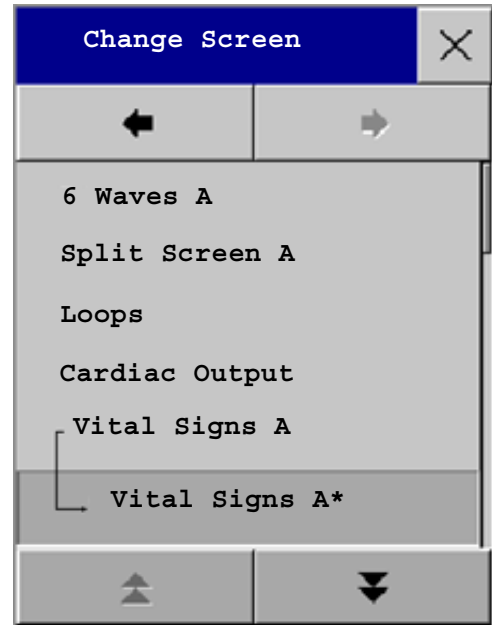 Change Screen
6 Waves A
Split Screen A
Loops
Cardiac Output
Vital Signs A
Vital Signs A*